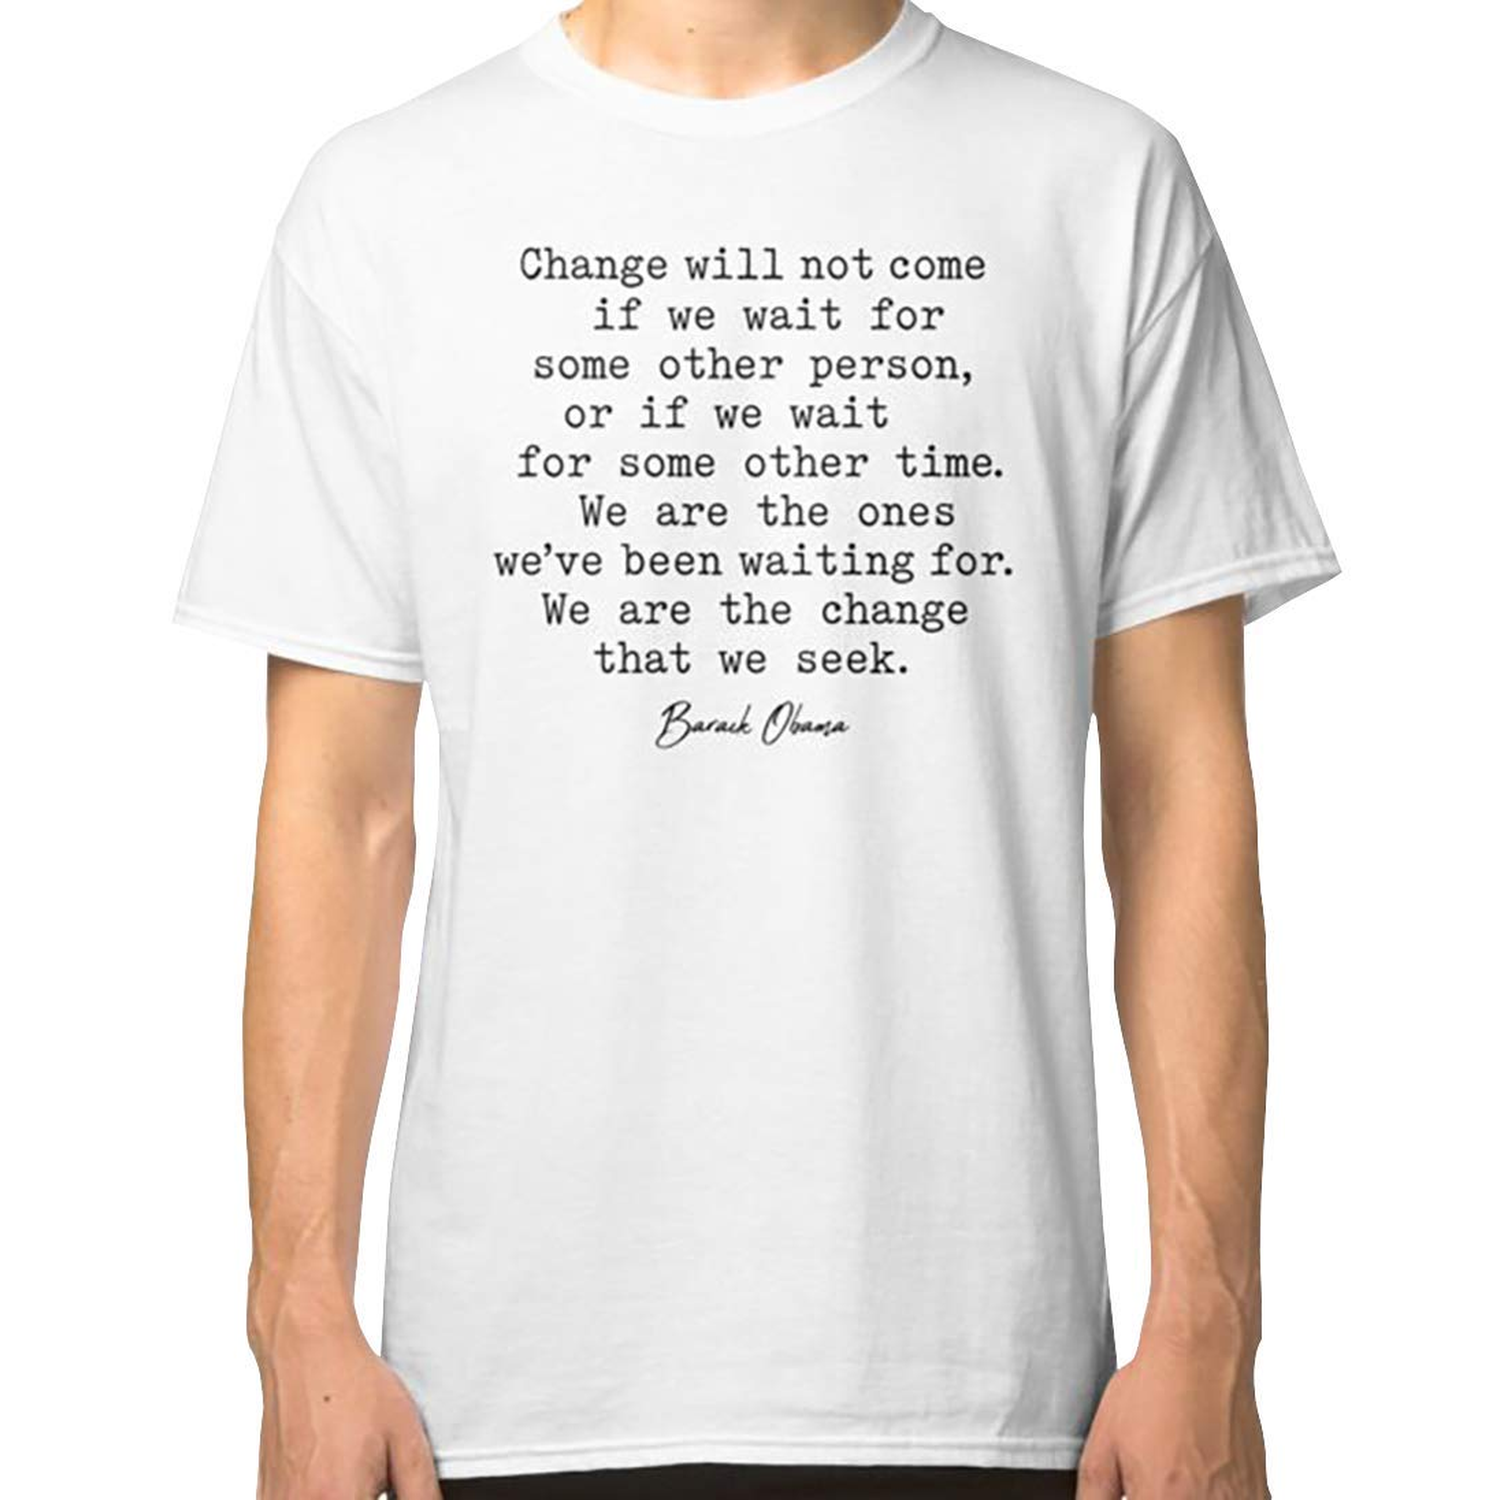 Change will not come
if we wait for
some other person,
or if we wait
for some other time.
We are the ones
we've been waiting for.
We are the change
that we seek.
Barack Obama